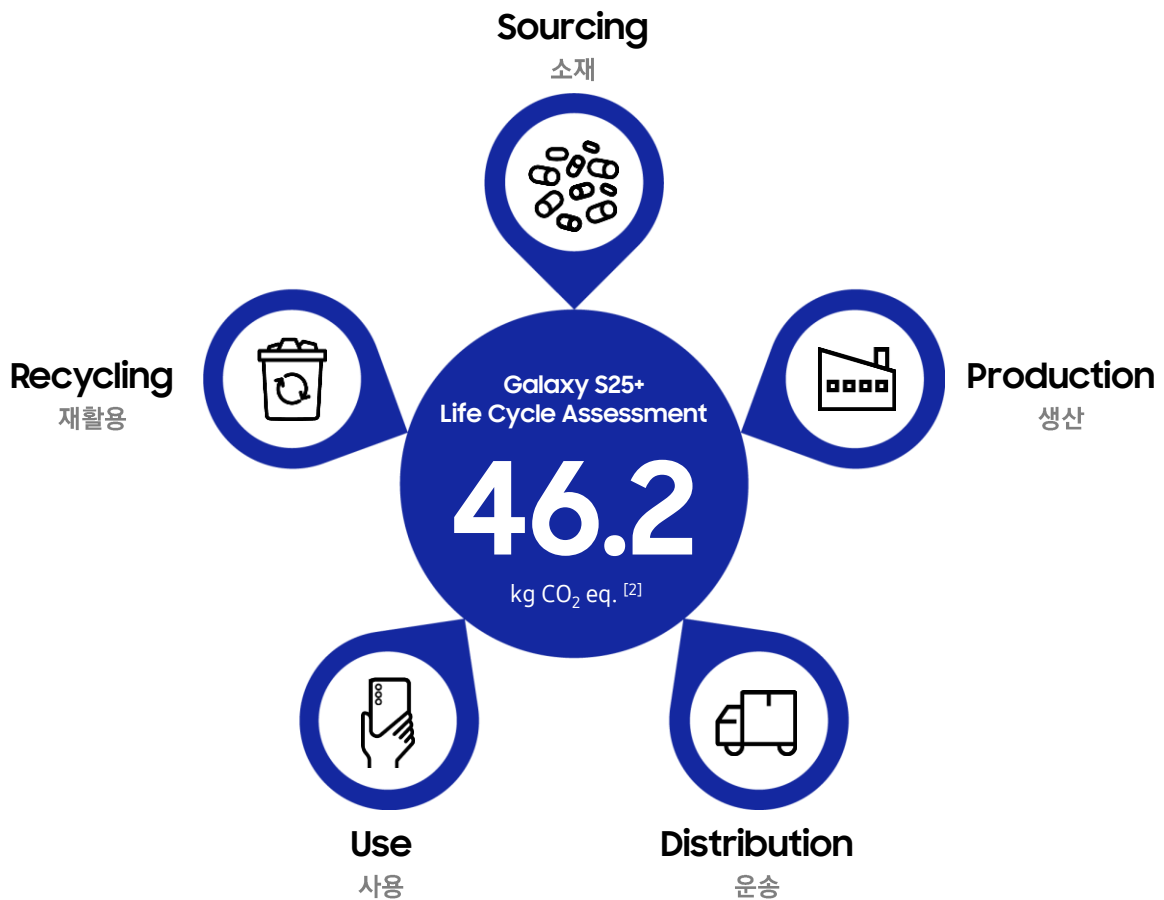 Sourcing
소재
Recycling
재활용
Galaxy S25+
Life Cycle Assessment
46.2
kg CO₂ eq. [2]
Production
생산
Use
사용
Distribution
운송